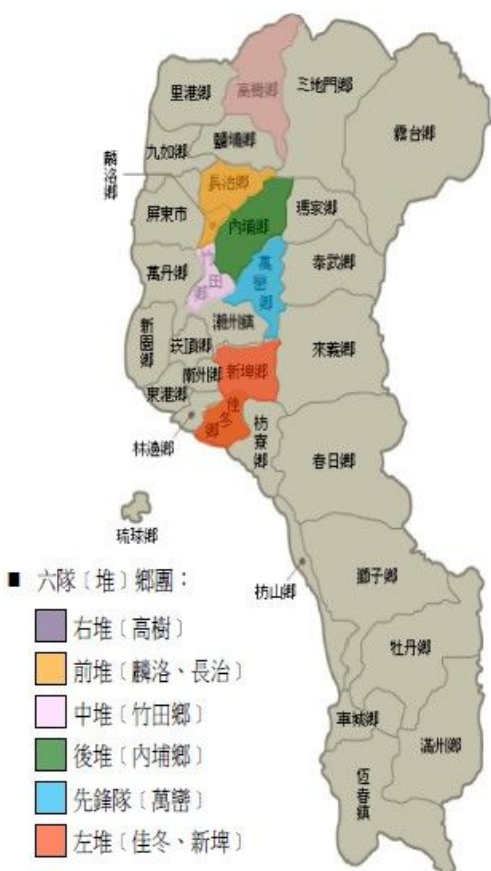 高樹鄉
三地門鄉
里港鄉
霧台鄉
鹽埔鄉
九如鄉
麟洛鄉
長治鄉
屏東市
瑪家鄉
內埔鄉
泰武鄉
萬巒鄉
竹田鄉
萬丹鄉
潮州鎮
新園鄉
崁頂鄉
來義鄉
新埤鄉
南州鄉
東港鄉
佳冬鄉
枋寮鄉
林邊鄉
春日鄉
琉球鄉
枋山鄉
獅子鄉
牡丹鄉
車城鄉
滿州鄉
恆春鎮
■ 六隊〔堆〕鄉團：
右堆〔高樹〕
前堆〔麟洛、長治〕
中堆〔竹田鄉〕
後堆〔內埔鄉〕
先鋒隊〔萬巒〕
左堆〔佳冬、新埤〕